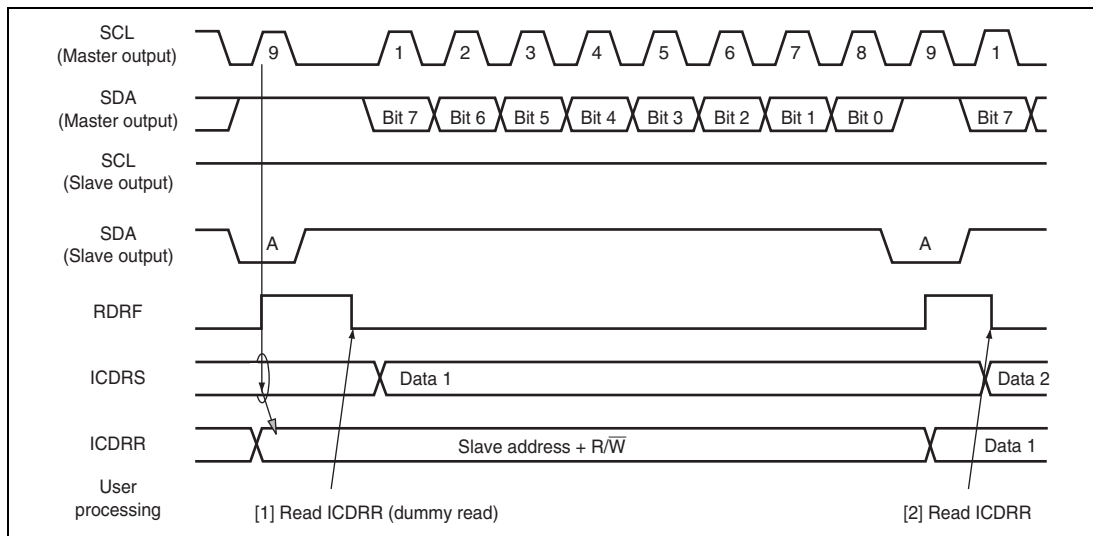 SCL
(Master output)
9 1 2 3 4 5 6 7 8 9 1
SDA
(Master output)
Bit 7 Bit 6 Bit 5 Bit 4 Bit 3 Bit 2 Bit 1 Bit 0 Bit 7
SCL
(Slave output)
SDA
(Slave output)
A A
RDRF
ICDRS
Data 1 Data 2
ICDRR
Slave address + R/W̅ Data 1
User
processing
[1] Read ICDRR (dummy read) [2] Read ICDRR